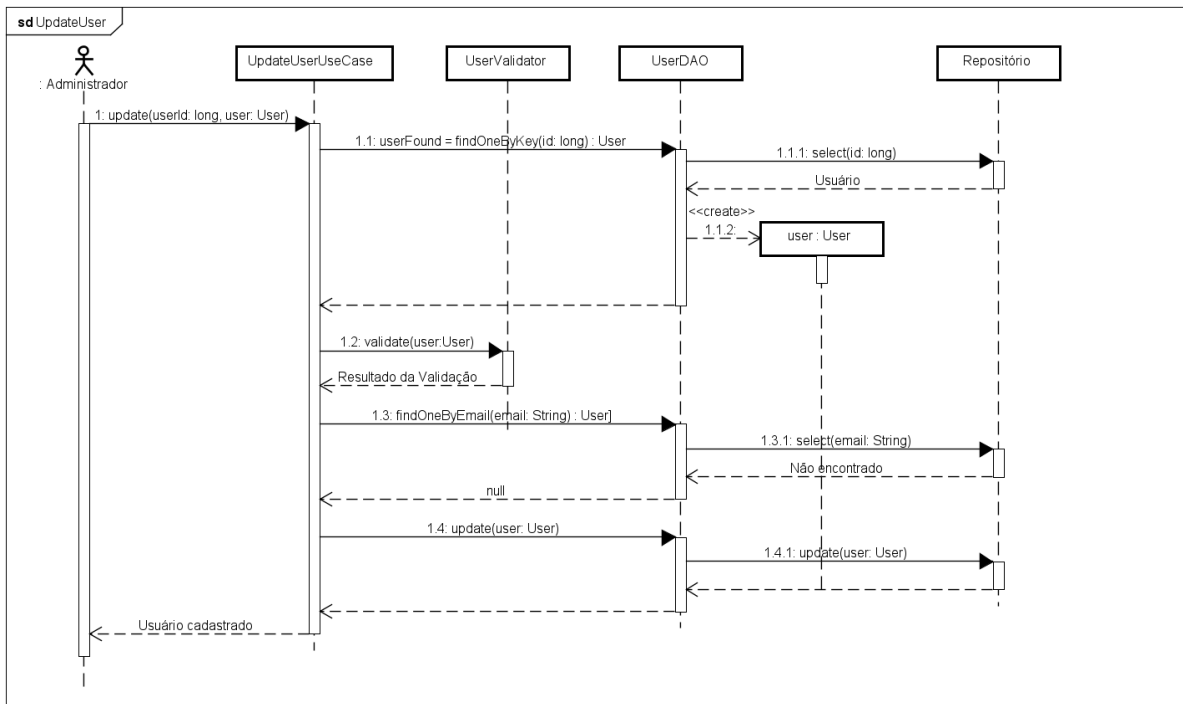 sd UpdateUser
: Administrador
UpdateUserUseCase
UserValidator
UserDAO
Repositório
1: update(userId: long, user: User)
1.1: userFound = findOneByKey(id: long) : User
1.1.1: select(id: long)
Usuário
<<create>>
1.1.2:
user : User
1.2: validate(user:User)
Resultado da Validação
1.3: findOneByEmail(email: String) : User]
1.3.1: select(email: String)
Não encontrado
null
1.4: update(user: User)
1.4.1: update(user: User)
Usuário cadastrado